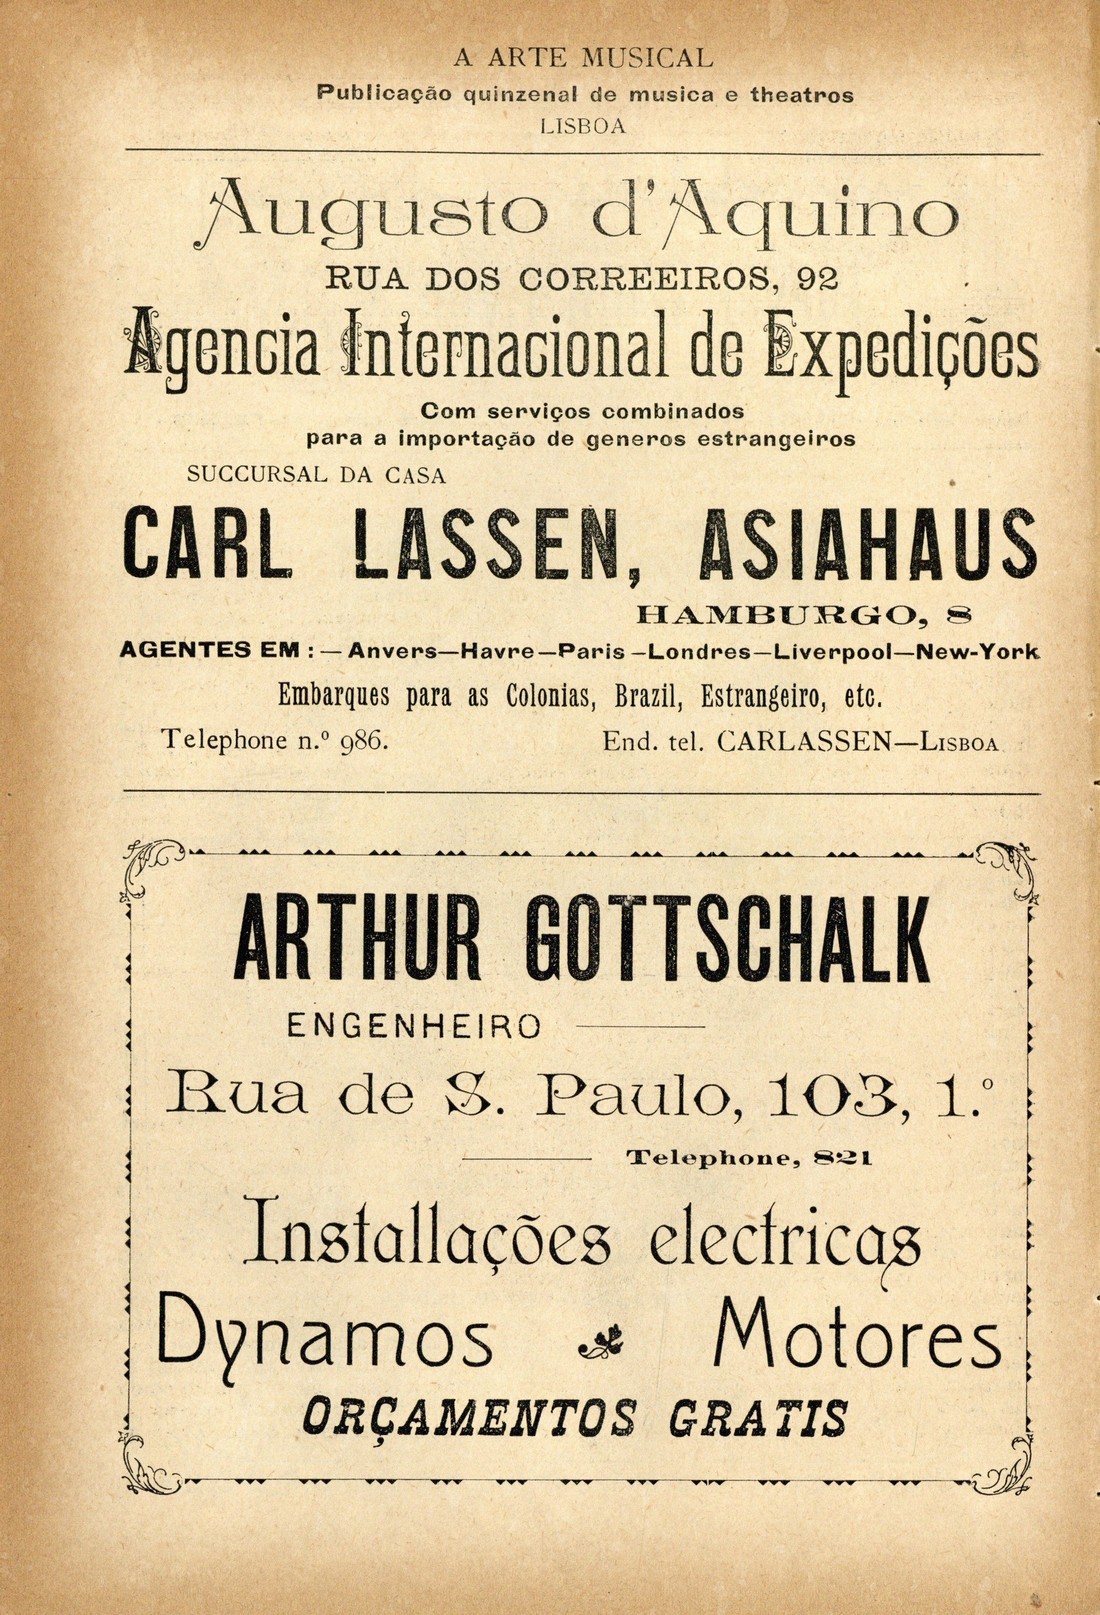 A ARTE MUSICAL
Publicação quinzenal de musica e theatros
LISBOA
Augusto d'Aquino
RUA DOS CORREEIROS, 92
Agencia Internacional de Expedições
Com serviços combinados
para a importação de generos estrangeiros
SUCCURSAL DA CASA
CARL LASSEN, ASIAHAUS
HAMBURGO, 8
AGENTES EM : — Anvers—Havre—Paris—Londres—Liverpool—New-York
Embarques para as Colonias, Brazil, Estrangeiro, etc.
Telephone n.º 986. End. tel. CARLASSEN—LISBOA
ARTHUR GOTTSCHALK
ENGENHEIRO
Rua de S. Paulo, 103, 1.º
Telephone, 821
Installações electricas
Dynamos Motores
ORÇAMENTOS GRATIS